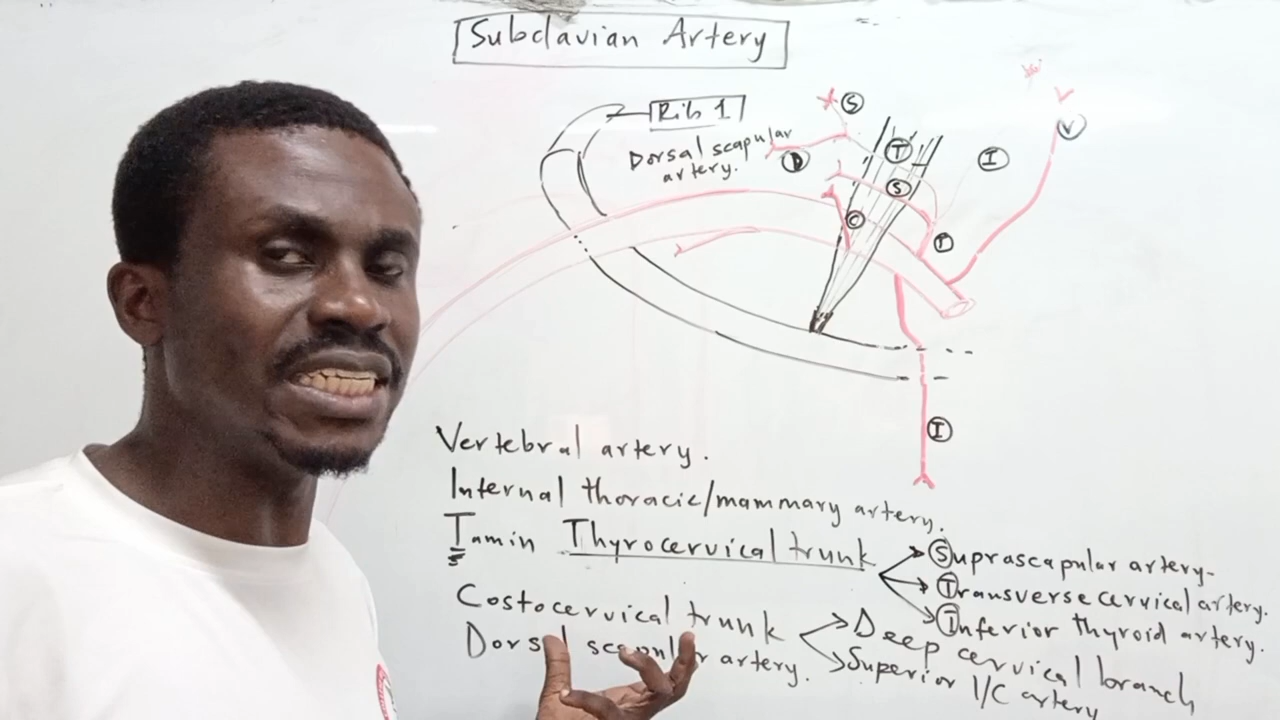 Subclavian Artery
Rib 1
Dorsal scapular
artery.
S
D
T
S
C
I
V
I
Vertebral artery.
Internal thoracic/mammary artery.
Tamin Thyrocervical trunk
Suprascapular artery-
Transverse cervical artery.
Inferior thyroid artery.
Costocervical trunk
Deep cervical branch
Superior I/C artery
Dorsal scapular artery.